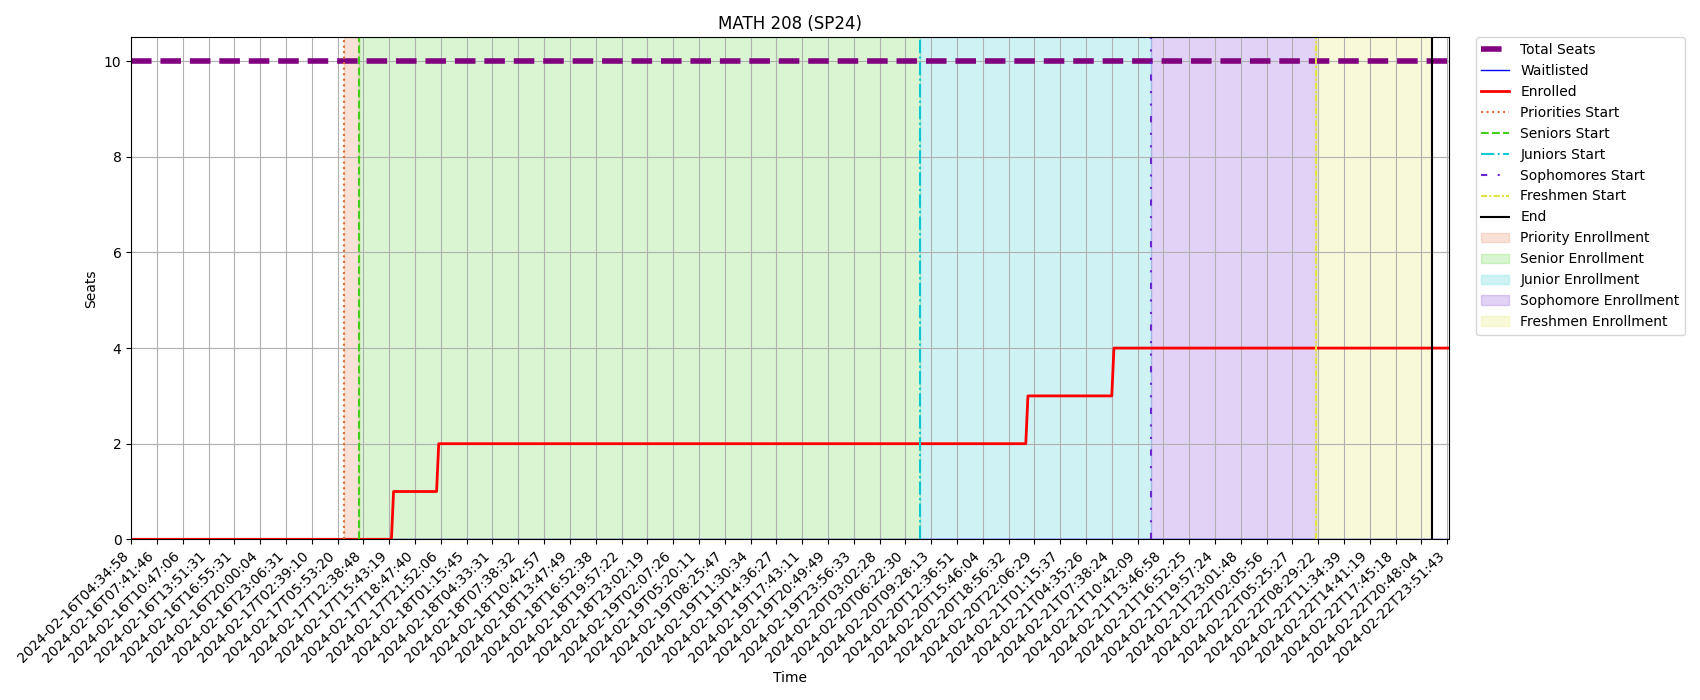 MATH 208 (SP24)
10
8
6
4
2
0
Seats
2024-02-16T04:34:58
2024-02-16T07:41:46
2024-02-16T10:47:06
2024-02-16T13:51:31
2024-02-16T16:55:31
2024-02-16T20:00:04
2024-02-16T23:06:31
2024-02-17T02:39:10
2024-02-17T05:53:20
2024-02-17T12:38:48
2024-02-17T15:43:19
2024-02-17T18:47:40
2024-02-17T21:52:06
2024-02-18T01:15:45
2024-02-18T04:33:31
2024-02-18T07:38:32
2024-02-18T10:42:57
2024-02-18T13:47:49
2024-02-18T16:52:38
2024-02-18T19:57:22
2024-02-18T23:02:19
2024-02-19T02:07:26
2024-02-19T05:20:11
2024-02-19T08:25:47
2024-02-19T11:30:34
2024-02-19T14:36:27
2024-02-19T17:43:11
2024-02-19T20:49:49
2024-02-19T23:56:33
2024-02-20T03:02:28
2024-02-20T06:22:30
2024-02-20T09:28:13
2024-02-20T12:36:51
2024-02-20T15:46:04
2024-02-20T18:56:32
2024-02-20T22:06:29
2024-02-21T01:15:37
2024-02-21T04:35:26
2024-02-21T07:38:24
2024-02-21T10:42:09
2024-02-21T13:46:58
2024-02-21T16:52:25
2024-02-21T19:57:24
2024-02-21T23:01:48
2024-02-22T02:05:56
2024-02-22T05:25:27
2024-02-22T08:29:22
2024-02-22T11:34:39
2024-02-22T14:41:19
2024-02-22T17:45:18
2024-02-22T20:48:04
2024-02-22T23:51:43
Time
Total Seats
Waitlisted
Enrolled
Priorities Start
Seniors Start
Juniors Start
Sophomores Start
Freshmen Start
End
Priority Enrollment
Senior Enrollment
Junior Enrollment
Sophomore Enrollment
Freshmen Enrollment